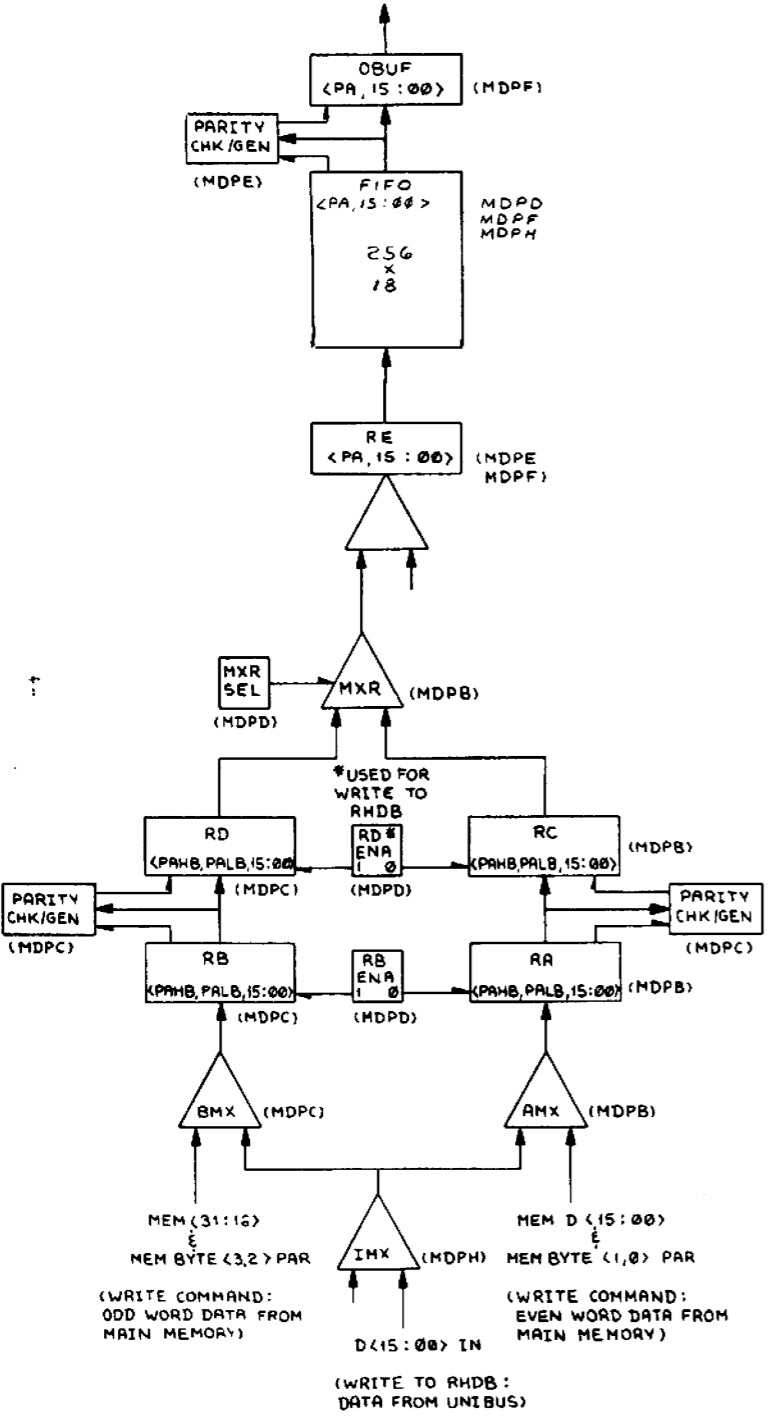 OBUF
<PA, 15:00>
(MDPF)
PARITY
CHK/GEN
(MDPE)
FIFO
<PA, 15:00>
256
x
18
MDPD
MDPF
MDPH
RE
<PA, 15:00>
(MDPE
MDPF)
MXR
SEL
(MDPD)
MXR
(MDPB)
*USED FOR
WRITE TO
RHDB
RD
<PAHB, PALB, 15:00
(MDPC)
RD*
ENA
1 0
(MDPD)
RC
<PAHB, PALB, 15:00>
(MDPB)
PARITY
CHK/GEN
(MDPC)
PARITY
CHK/GEN
(MDPC)
RB
<PAHB, PALB, 15:00>
(MDPC)
RB
ENA
1 0
(MDPD)
RA
<PAHB, PALB, 15:00>
(MDPB)
BMX
(MDPC)
AMX
(MDPB)
MEM <31:16>
&
MEM BYTE <3,2> PAR
(WRITE COMMAND:
ODD WORD DATA FROM
MAIN MEMORY)
IMX
(MDPH)
MEM D <15:00>
&
MEM BYTE <1,0> PAR
(WRITE COMMAND:
EVEN WORD DATA FROM
MAIN MEMORY)
D<15:00> IN
(WRITE TO RHDB:
DATA FROM UNIBUS)